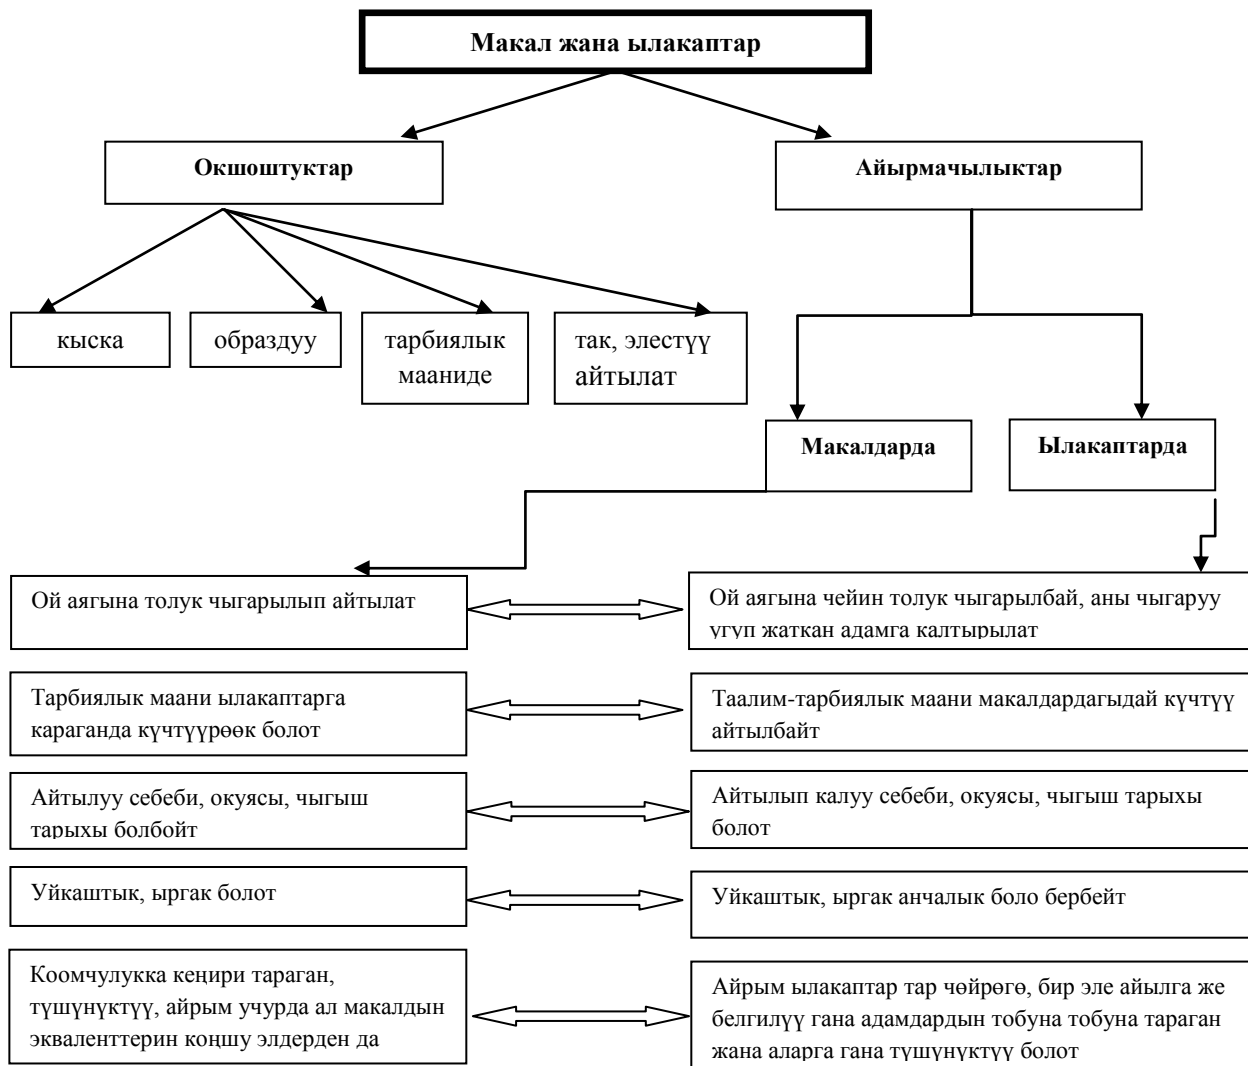 Макал жана ылакаптар
Окшоштуктар
Айырмачылыктар
кыска
образдуу
тарбиялык
мааниде
так, элестүү
айтылат
Макалдарда
Ылакаптарда
Ой аягына толук чыгарылып айтылат
Ой аягына чейин толук чыгарылбай, аны чыгаруу
угуп жаткан адамга калтырылат
Тарбиялык маани ылакаптарга
караганда күчтүүрөөк болот
Таалим-тарбиялык маани макалдардагыдай күчтүү
айтылбайт
Айтылуу себеби, окуясы, чыгыш
тарыхы болбойт
Айтылып калуу себеби, окуясы, чыгыш тарыхы
болот
Уйкаштык, ыргак болот
Уйкаштык, ыргак анчалык боло бербейт
Коомчулукка кеңири тараган,
түшүнүктүү, айрым учурда ал макалдын
экваленттерин коңшу элдерден да
Айрым ылакаптар тар чөйрөгө, бир эле айылга же
белгилүү гана адамдардын тобуна тобуна тараган
жана аларга гана түшүнүктүү болот